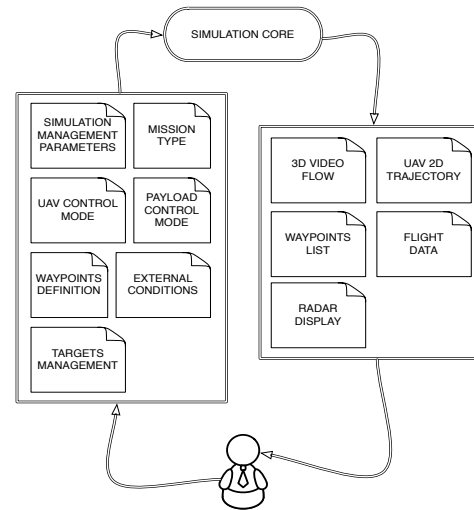 SIMULATION CORE
SIMULATION
MANAGEMENT
PARAMETERS
MISSION
TYPE
UAV CONTROL
MODE
PAYLOAD
CONTROL
MODE
WAYPOINTS
DEFINITION
EXTERNAL
CONDITIONS
TARGETS
MANAGEMENT
3D VIDEO
FLOW
UAV 2D
TRAJECTORY
WAYPOINTS
LIST
FLIGHT
DATA
RADAR
DISPLAY